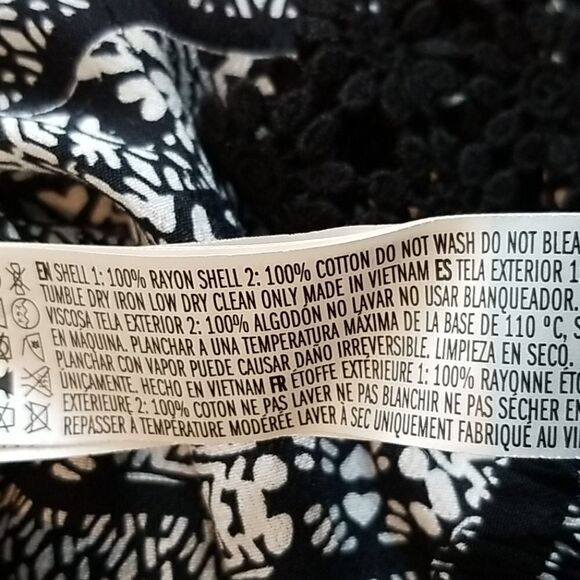 EN SHELL 1: 100% RAYON SHELL 2: 100% COTTON DO NOT WASH DO NOT BLEA
TUMBLE DRY IRON LOW DRY CLEAN ONLY MADE IN VIETNAM ES TELA EXTERIOR 1
VISCOSA TELA EXTERIOR 2: 100% ALGODÓN NO LAVAR NO USAR BLANQUEADOR.
EN MAQUINA. PLANCHAR A UNA TEMPERATURA MÁXIMA DE LA BASE DE 110 ºC, S
PLANCHAR CON VAPOR PUEDE CAUSAR DAÑO IRREVERSIBLE. LIMPIEZA EN SECO.
ÚNICAMENTE. HECHO EN VIETNAM FR ÉTOFFE EXTÉRIEURE 1: 100% RAYONNE ÉTO
EXTÉRIEURE 2: 100% COTON NE PAS LAVER NE PAS BLANCHIR NE PAS SÉCHER EN
REPASSER À TEMPÉRATURE MODÉRÉE LAVER À SEC UNIQUEMENT FABRIQUÉ AU VI